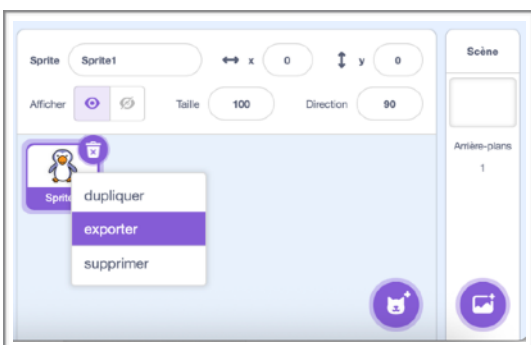 Sprite Sprite1 x 0 y 0
Afficher Taille 100 Direction 90
dupliquer
exporter
supprimer
Scène
Arrière-plans
1